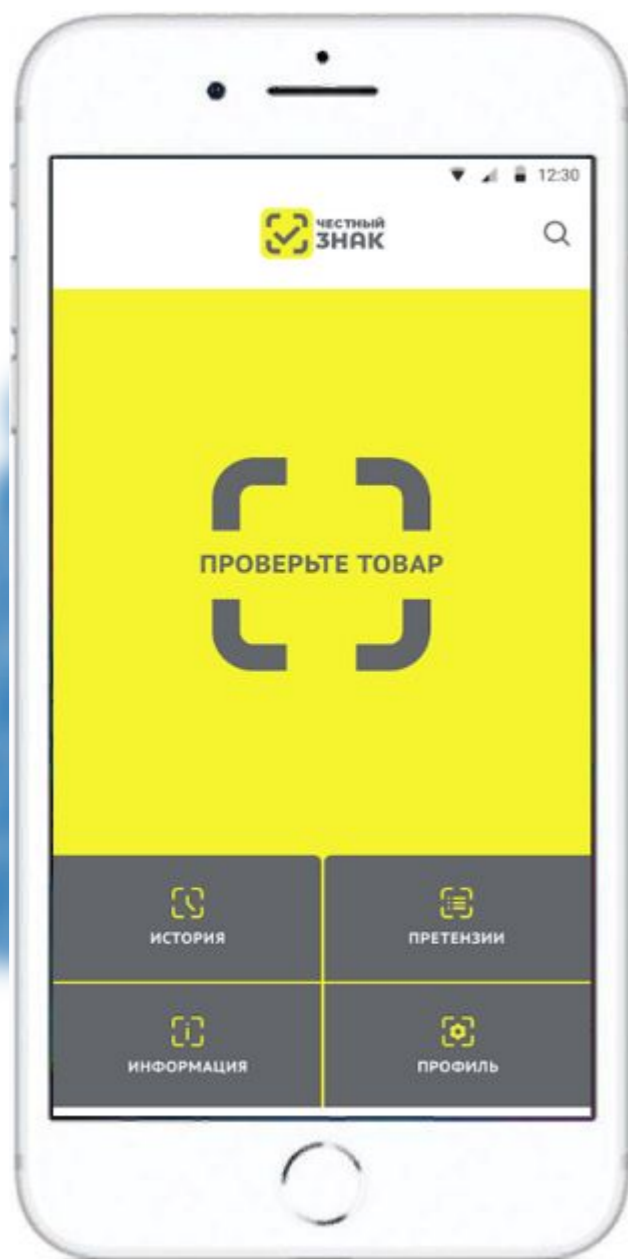 12:30
ЧЕСТНЫЙ
ЗНАК
ПРОВЕРЬТЕ ТОВАР
ИСТОРИЯ
ПРЕТЕНЗИИ
ИНФОРМАЦИЯ
ПРОФИЛЬ